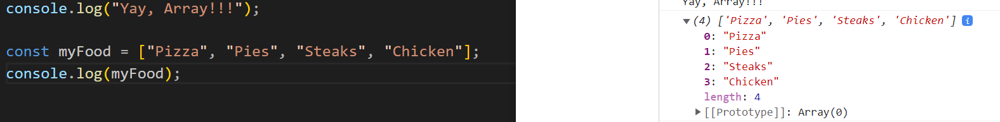 console.log("Yay, Array!!!");
const myFood = ["Pizza", "Pies", "Steaks", "Chicken"];
console.log(myFood);
Yay, Array!!!
(4) ['Pizza', 'Pies', 'Steaks', 'Chicken'] i
0: "Pizza"
1: "Pies"
2: "Steaks"
3: "Chicken"
length: 4
[[Prototype]]: Array(0)